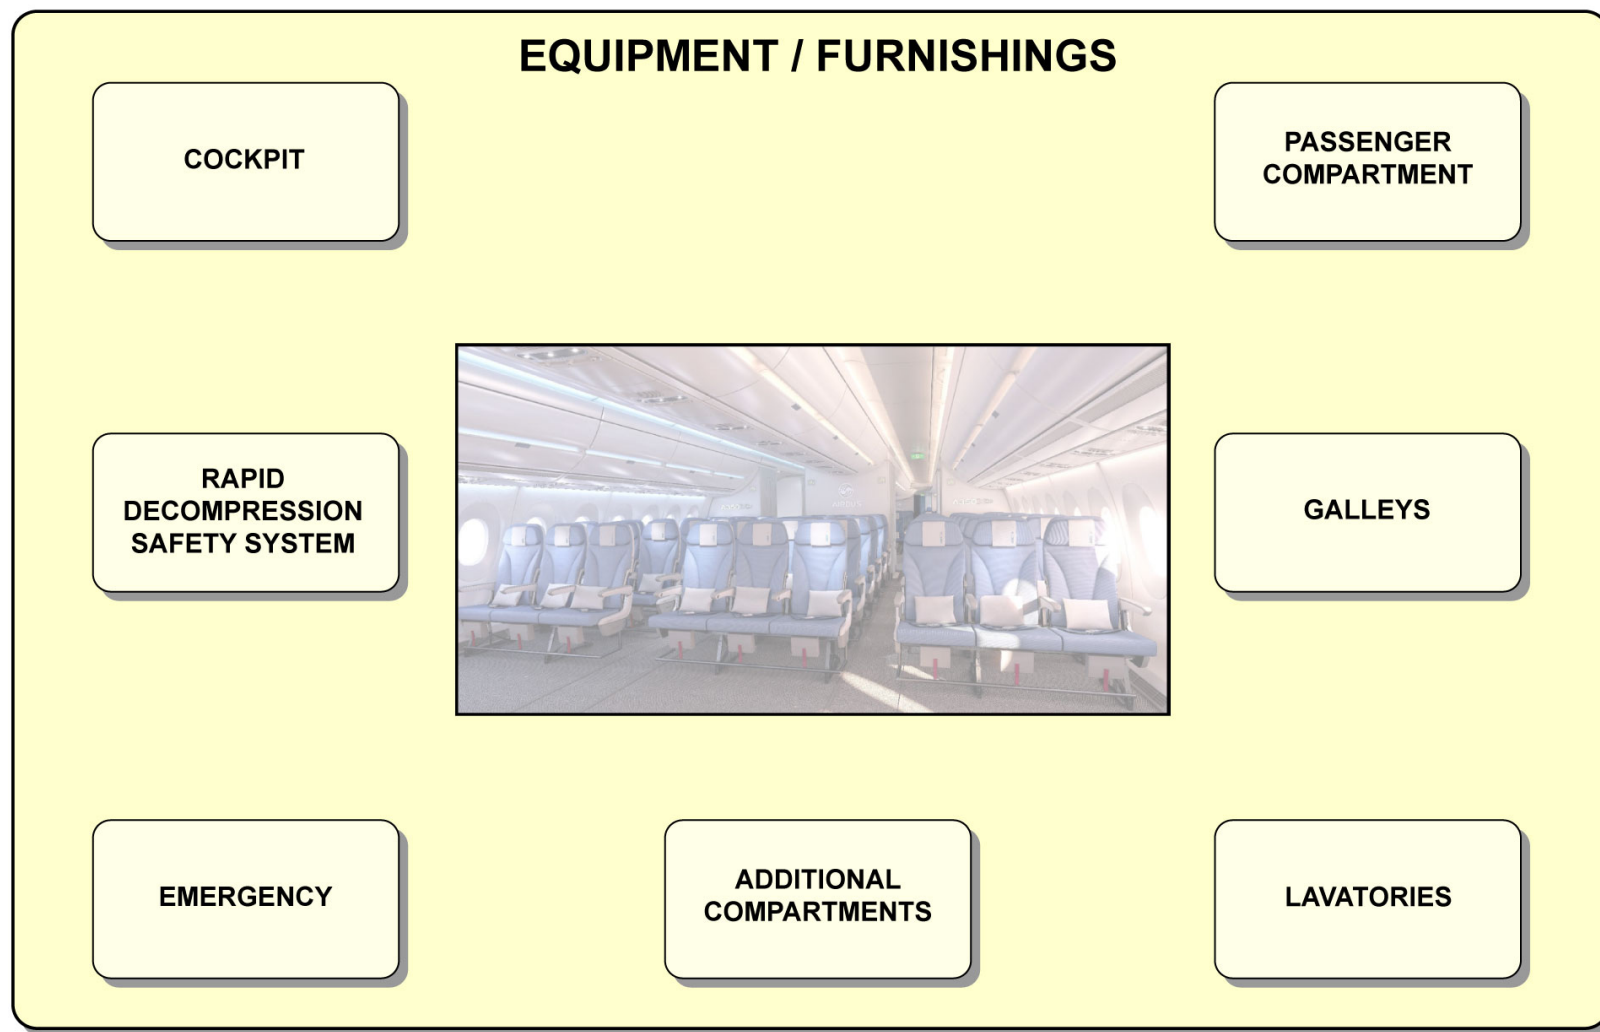 EQUIPMENT / FURNISHINGS
COCKPIT
PASSENGER
COMPARTMENT
RAPID
DECOMPRESSION
SAFETY SYSTEM
GALLEYS
EMERGENCY
ADDITIONAL
COMPARTMENTS
LAVATORIES